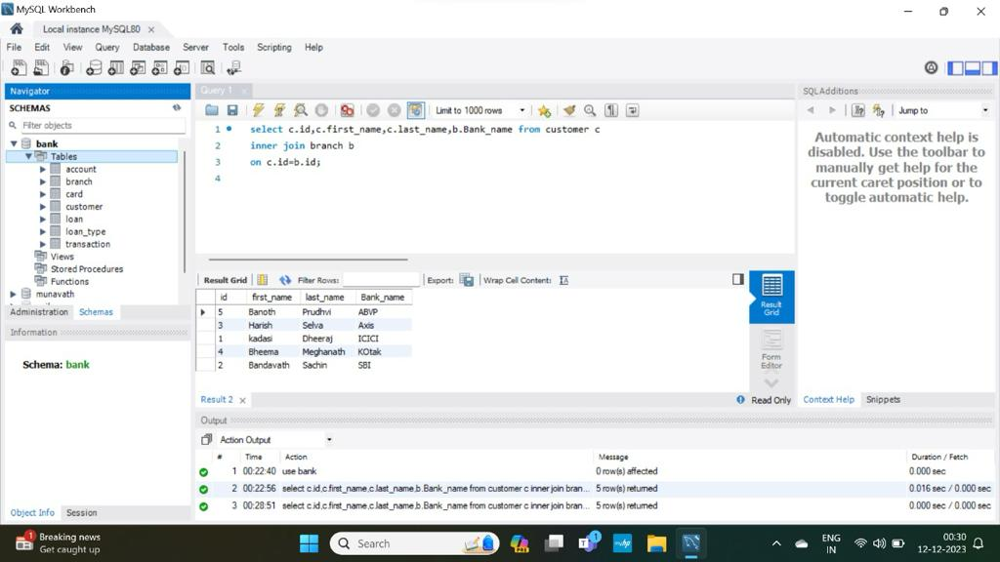 MySQL Workbench
Local instance MySQL80
File Edit View Query Database Server Tools Scripting Help
Navigator
SCHEMAS
Filter objects
bank
Tables
account
branch
card
customer
loan
loan_type
transaction
Views
Stored Procedures
Functions
munavath
Administration Schemas
Information
Schema: bank
Object Info Session
Query 1
Limit to 1000 rows
1 select c.id,c.first_name,c.last_name,b.Bank_name from customer c
2 inner join branch b
3 on c.id=b.id;
4
Result Grid Filter Rows: Export: Wrap Cell Content:
id first_name last_name Bank_name
5 Banoth Prudhvi ABVP
3 Harish Selva Axis
1 kadasi Dheeraj ICICI
4 Bheema Meghanath KOtak
2 Bandavath Sachin SBI
Result Grid
Form Editor
Result 2
Read Only
SQLAdditions
Jump to
Automatic context help is
disabled. Use the toolbar to
manually get help for the
current caret position or to
toggle automatic help.
Context Help Snippets
Output
Action Output
# Time Action Message Duration / Fetch
1 00:22:40 use bank 0 row(s) affected 0.000 sec
2 00:22:56 select c.id,c.first_name,c.last_name,b.Bank_name from customer c inner join bran... 5 row(s) returned 0.016 sec / 0.000 sec
3 00:28:51 select c.id,c.first_name,c.last_name,b.Bank_name from customer c inner join bran... 5 row(s) returned 0.000 sec / 0.000 sec
1
Breaking news
Get caught up
Search
PRE
1
ENG
IN
00:30
12-12-2023